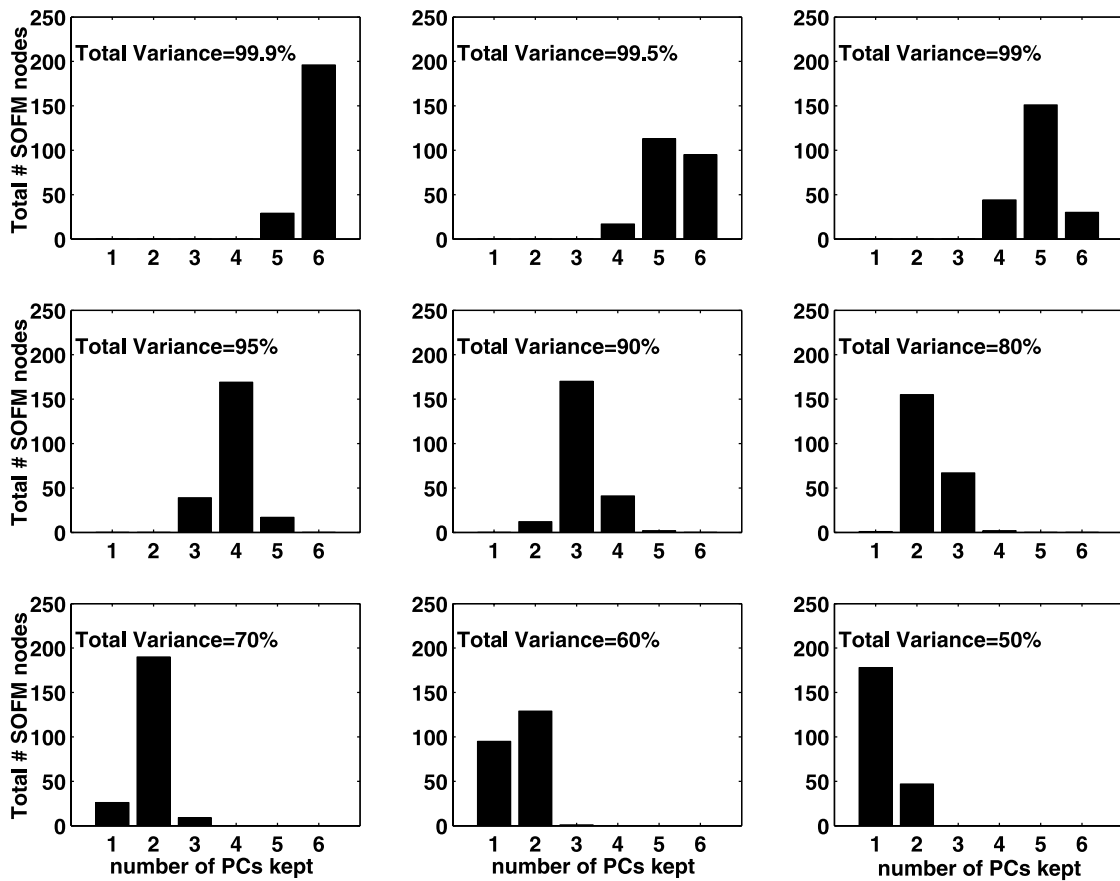 Total # SOFM nodes
250
200
150
100
50
0
Total Variance=99.9%
1 2 3 4 5 6
250
200
150
100
50
0
Total Variance=99.5%
1 2 3 4 5 6
250
200
150
100
50
0
Total Variance=99%
1 2 3 4 5 6
Total # SOFM nodes
250
200
150
100
50
0
Total Variance=95%
1 2 3 4 5 6
250
200
150
100
50
0
Total Variance=90%
1 2 3 4 5 6
250
200
150
100
50
0
Total Variance=80%
1 2 3 4 5 6
Total # SOFM nodes
250
200
150
100
50
0
Total Variance=70%
1 2 3 4 5 6
number of PCs kept
250
200
150
100
50
0
Total Variance=60%
1 2 3 4 5 6
number of PCs kept
250
200
150
100
50
0
Total Variance=50%
1 2 3 4 5 6
number of PCs kept